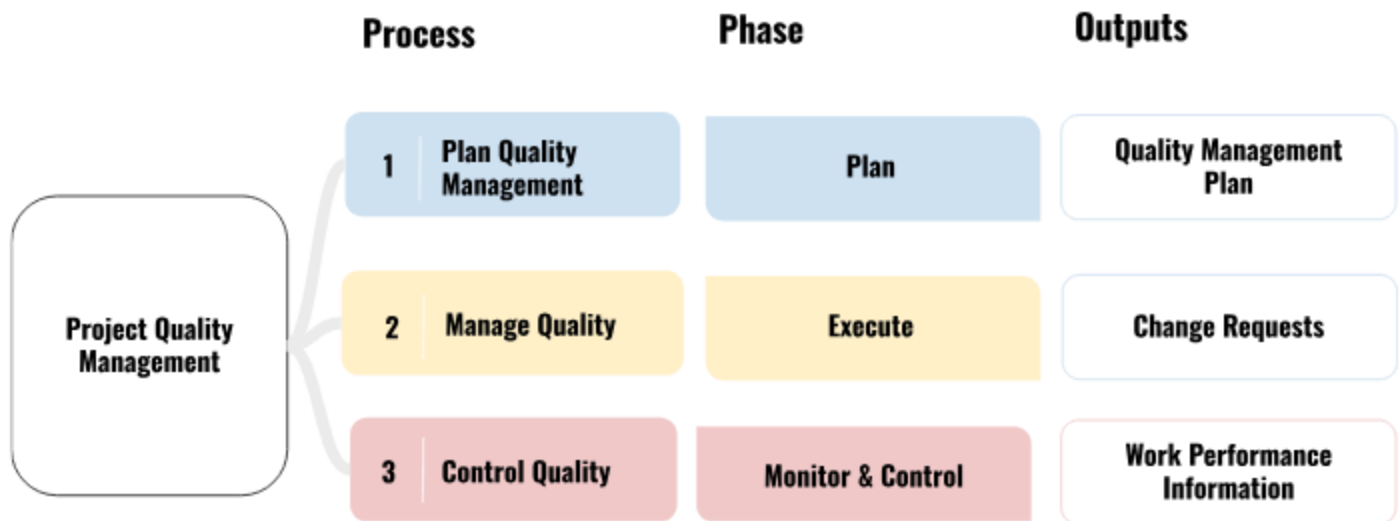 Process
Phase
Outputs
1
Plan Quality
Management
Plan
Quality Management
Plan
Project Quality
Management
2
Manage Quality
Execute
Change Requests
3
Control Quality
Monitor & Control
Work Performance
Information